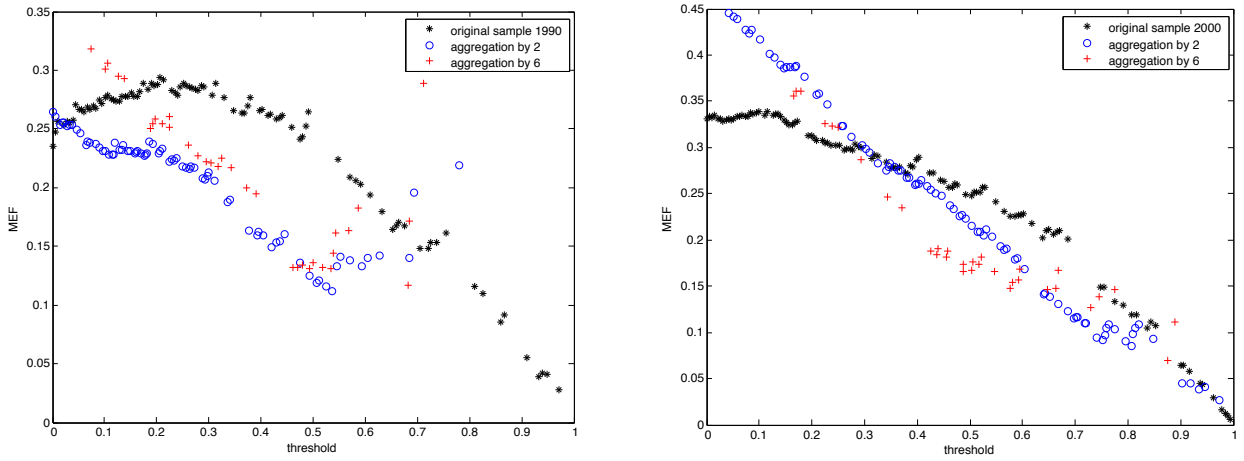 0.35
0.3
0.25
0.2
0.15
0.1
0.05
0
MEF
0 0.1 0.2 0.3 0.4 0.5 0.6 0.7 0.8 0.9 1
threshold
original sample 1990
aggregation by 2
aggregation by 6
0.45
0.4
0.35
0.3
0.25
0.2
0.15
0.1
0.05
0
MEF
0 0.1 0.2 0.3 0.4 0.5 0.6 0.7 0.8 0.9 1
threshold
original sample 2000
aggregation by 2
aggregation by 6